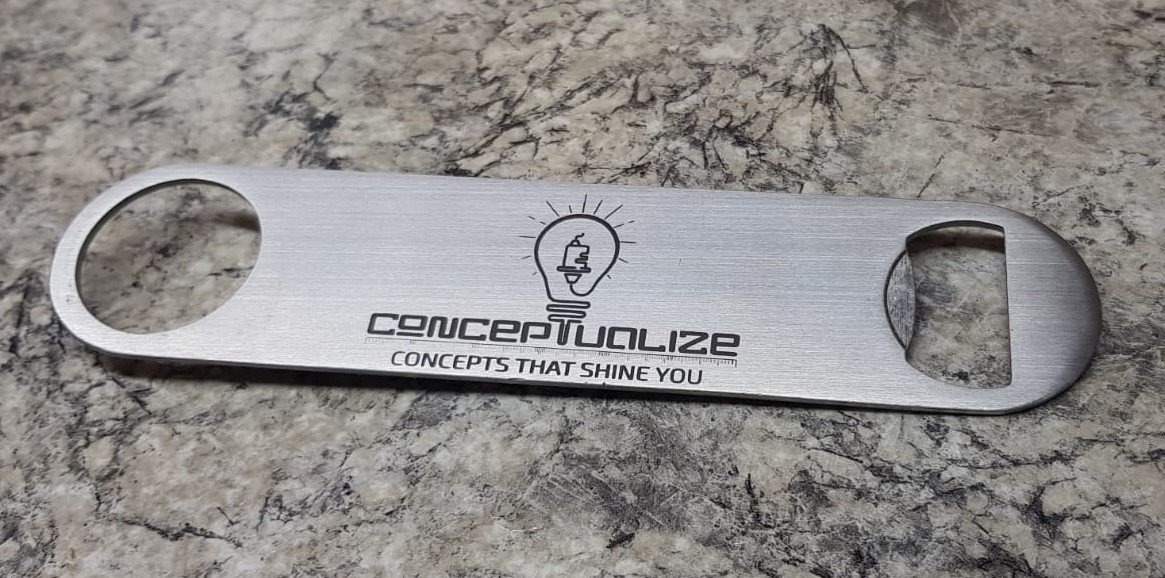 CONCEPTUALIZE
CONCEPTS THAT SHINE YOU